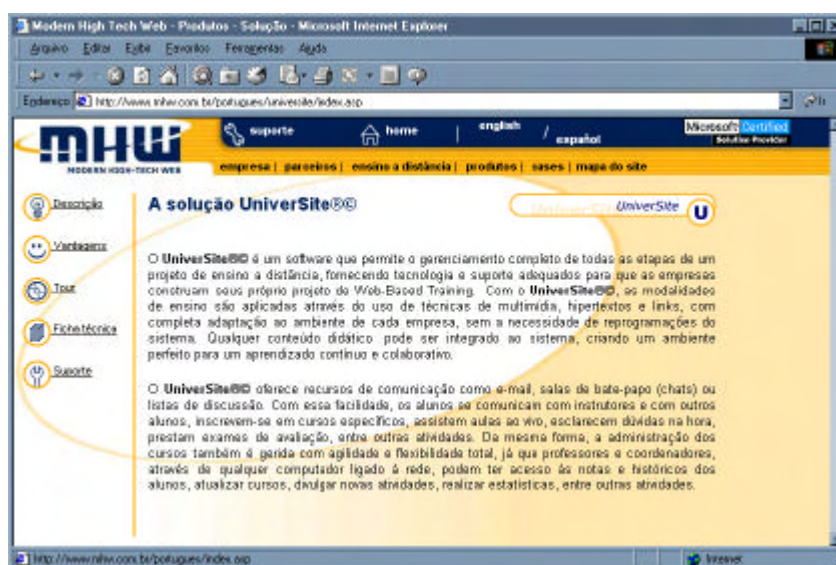 Modern High Tech Web - Produtos - Solução - Microsoft Internet Explorer
Arquivo Editar Exibir Favoritos Ferramentas Ajuda
Endereço http://www.mhw.com.br/portugues/universite/index.asp
MHW
MODERN HIGH-TECH WEB
suporte home | english / español
Microsoft Certified
Solution Provider
empresa | parceiros | ensino a distância | produtos | cases | mapa do site
Descrição
Vantagens
Tour
Ficha técnica
Suporte
A solução UniverSite®©
UniverSite U
O UniverSite®© é um software que permite o gerenciamento completo de todas as etapas de um
projeto de ensino a distância, fornecendo tecnologia e suporte adequados para que as empresas
construam seus próprio projeto de Web-Based Training. Com o UniverSite®©, as modalidades
de ensino são aplicadas através do uso de técnicas de multimídia, hipertextos e links, com
completa adaptação ao ambiente de cada empresa, sem a necessidade de reprogramações do
sistema. Qualquer conteúdo didático pode ser integrado ao sistema, criando um ambiente
perfeito para um aprendizado contínuo e colaborativo.
O UniverSite®© oferece recursos de comunicação como e-mail, salas de bate-papo (chats) ou
listas de discussão. Com essa facilidade, os alunos se comunicam com instrutores e com outros
alunos, inscrevem-se em cursos específicos, assistem aulas ao vivo, esclarecem dúvidas na hora,
prestam exames de avaliação, entre outras atividades. Da mesma forma, a administração dos
cursos também é gerida com agilidade e flexibilidade total, já que professores e coordenadores,
através de qualquer computador ligado à rede, podem ter acesso às notas e históricos dos
alunos, atualizar cursos, divulgar novas atividades, realizar estatísticas, entre outras atividades.
http://www.mhw.com.br/portugues/index.asp
Internet